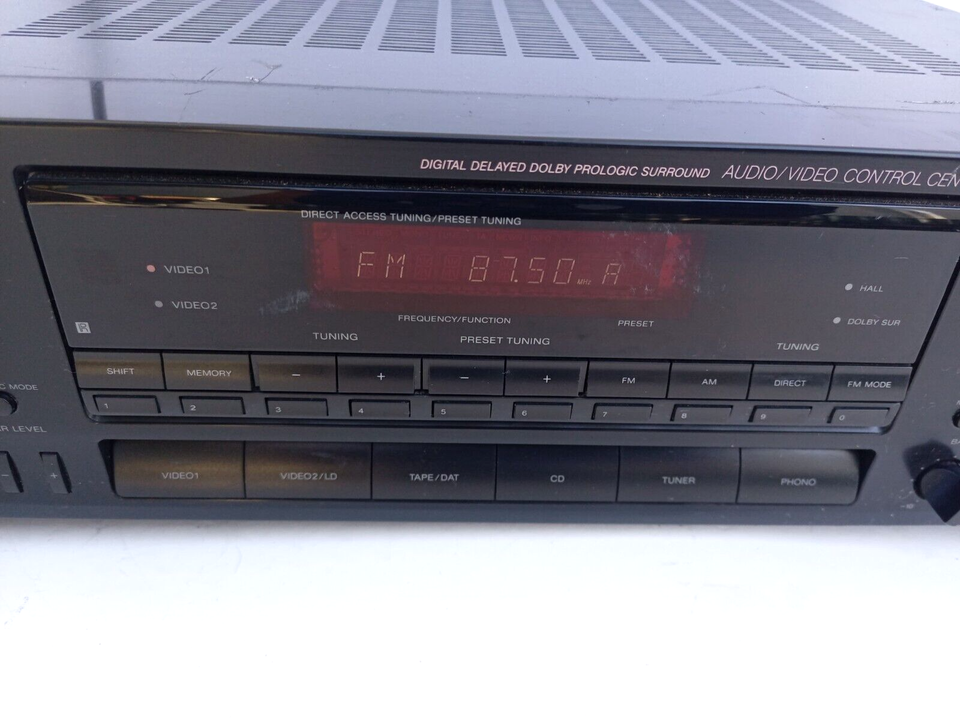 DIGITAL DELAYED DOLBY PROLOGIC SURROUND AUDIO/VIDEO CONTROL CEN
DIRECT ACCESS TUNING/PRESET TUNING
FM 87.50 MHz A
VIDEO1
VIDEO2
HALL
DOLBY SUR
FREQUENCY/FUNCTION PRESET
TUNING PRESET TUNING TUNING
SHIFT MEMORY − + − + FM AM DIRECT FM MODE
1 2 3 4 5 6 7 8 9 0
C MODE
R LEVEL
+
VIDEO1 VIDEO2/LD TAPE/DAT CD TUNER PHONO